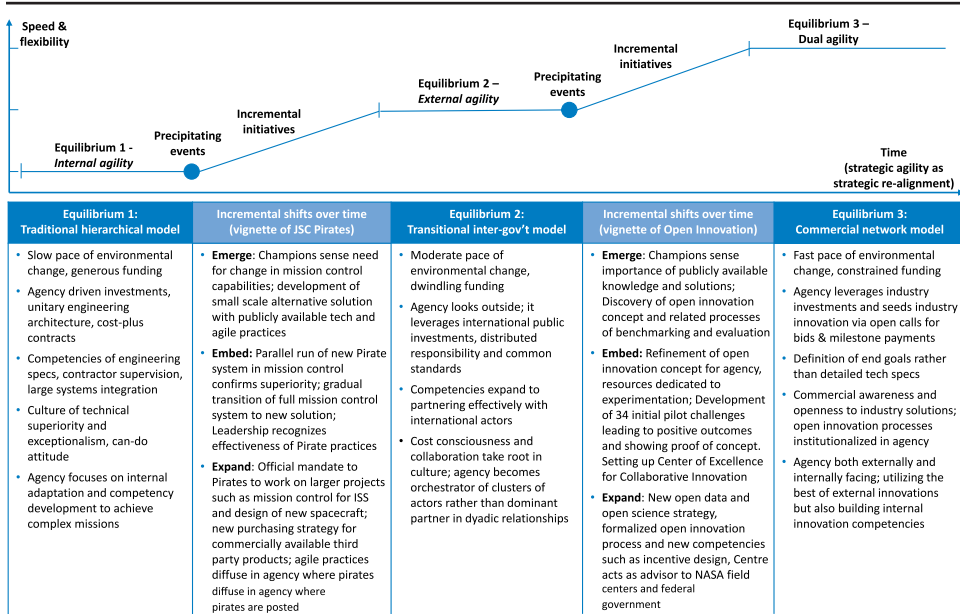 Speed &
flexibility
Equilibrium 1 -
Internal agility
Precipitating
events
Incremental
initiatives
Equilibrium 2 –
External agility
Precipitating
events
Incremental
initiatives
Equilibrium 3 –
Dual agility
Time
(strategic agility as
strategic re-alignment)
Equilibrium 1:
Traditional hierarchical model
• Slow pace of environmental
change, generous funding
• Agency driven investments,
unitary engineering
architecture, cost-plus
contracts
• Competencies of engineering
specs, contractor supervision,
large systems integration
• Culture of technical
superiority and
exceptionalism, can-do
attitude
• Agency focuses on internal
adaptation and competency
development to achieve
complex missions
Incremental shifts over time
(vignette of JSC Pirates)
• Emerge: Champions sense need
for change in mission control
capabilities; development of
small scale alternative solution
with publicly available tech and
agile practices
• Embed: Parallel run of new Pirate
system in mission control
confirms superiority; gradual
transition of full mission control
system to new solution;
Leadership recognizes
effectiveness of Pirate practices
• Expand: Official mandate to
Pirates to work on larger projects
such as mission control for ISS
and design of new spacecraft;
new purchasing strategy for
commercially available third
party products; agile practices
diffuse in agency where pirates
diffuse in agency where
pirates are posted
Equilibrium 2:
Transitional inter-gov’t model
• Moderate pace of
environmental change,
dwindling funding
• Agency looks outside; it
leverages international public
investments, distributed
responsibility and common
standards
• Competencies expand to
partnering effectively with
international actors
• Cost consciousness and
collaboration take root in
culture; agency becomes
orchestrator of clusters of
actors rather than dominant
partner in dyadic relationships
Incremental shifts over time
(vignette of Open Innovation)
• Emerge: Champions sense
importance of publicly available
knowledge and solutions;
Discovery of open innovation
concept and related processes
of benchmarking and evaluation
• Embed: Refinement of open
innovation concept for agency,
resources dedicated to
experimentation; Development
of 34 initial pilot challenges
leading to positive outcomes
and showing proof of concept.
Setting up Center of Excellence
for Collaborative Innovation
• Expand: New open data and
open science strategy,
formalized open innovation
process and new competencies
such as incentive design, Centre
acts as advisor to NASA field
centers and federal
government
Equilibrium 3:
Commercial network model
• Fast pace of environmental
change, constrained funding
• Agency leverages industry
investments and seeds industry
innovation via open calls for
bids & milestone payments
• Definition of end goals rather
than detailed tech specs
• Commercial awareness and
openness to industry solutions;
open innovation processes
institutionalized in agency
• Agency both externally and
internally facing; utilizing the
best of external innovations
but also building internal
innovation competencies